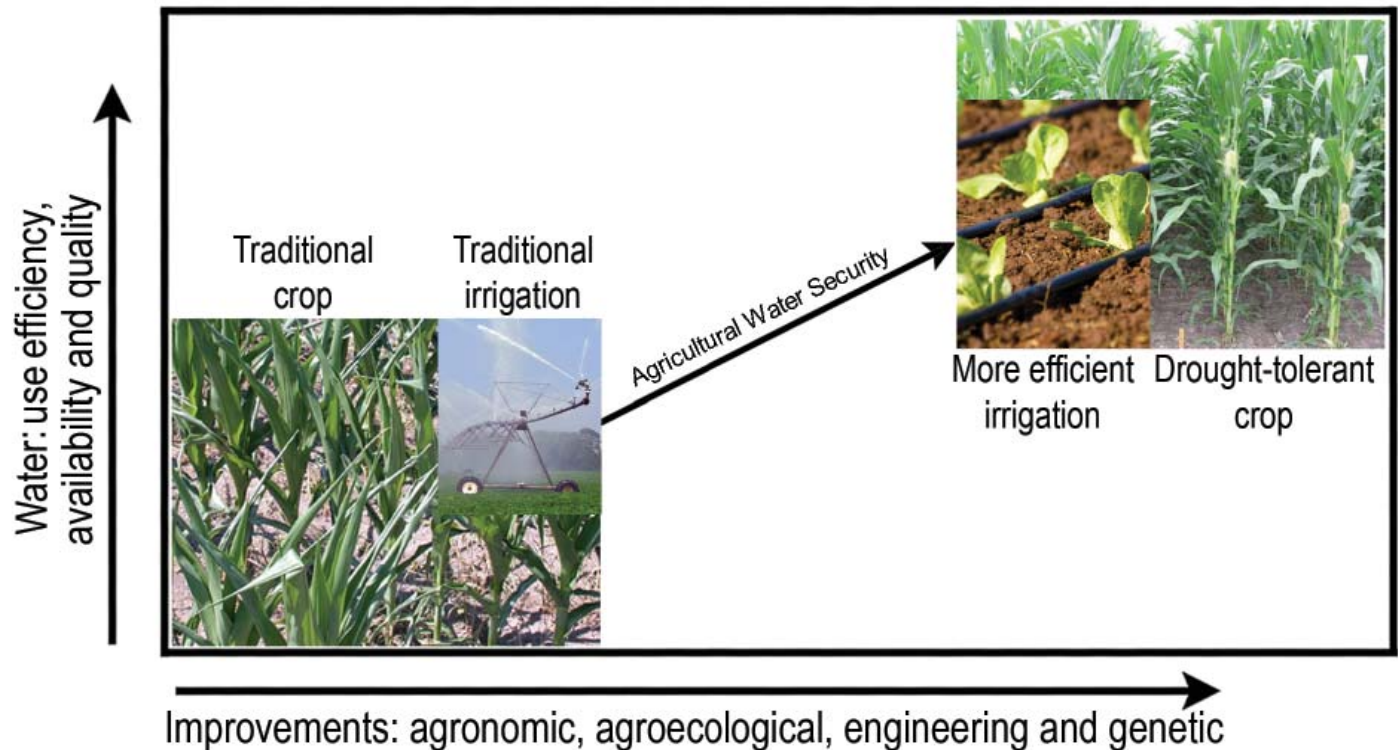 Water: use efficiency,
availability and quality
Traditional
crop
Traditional
irrigation
Agricultural Water Security
More efficient
irrigation
Drought-tolerant
crop
Improvements: agronomic, agroecological, engineering and genetic